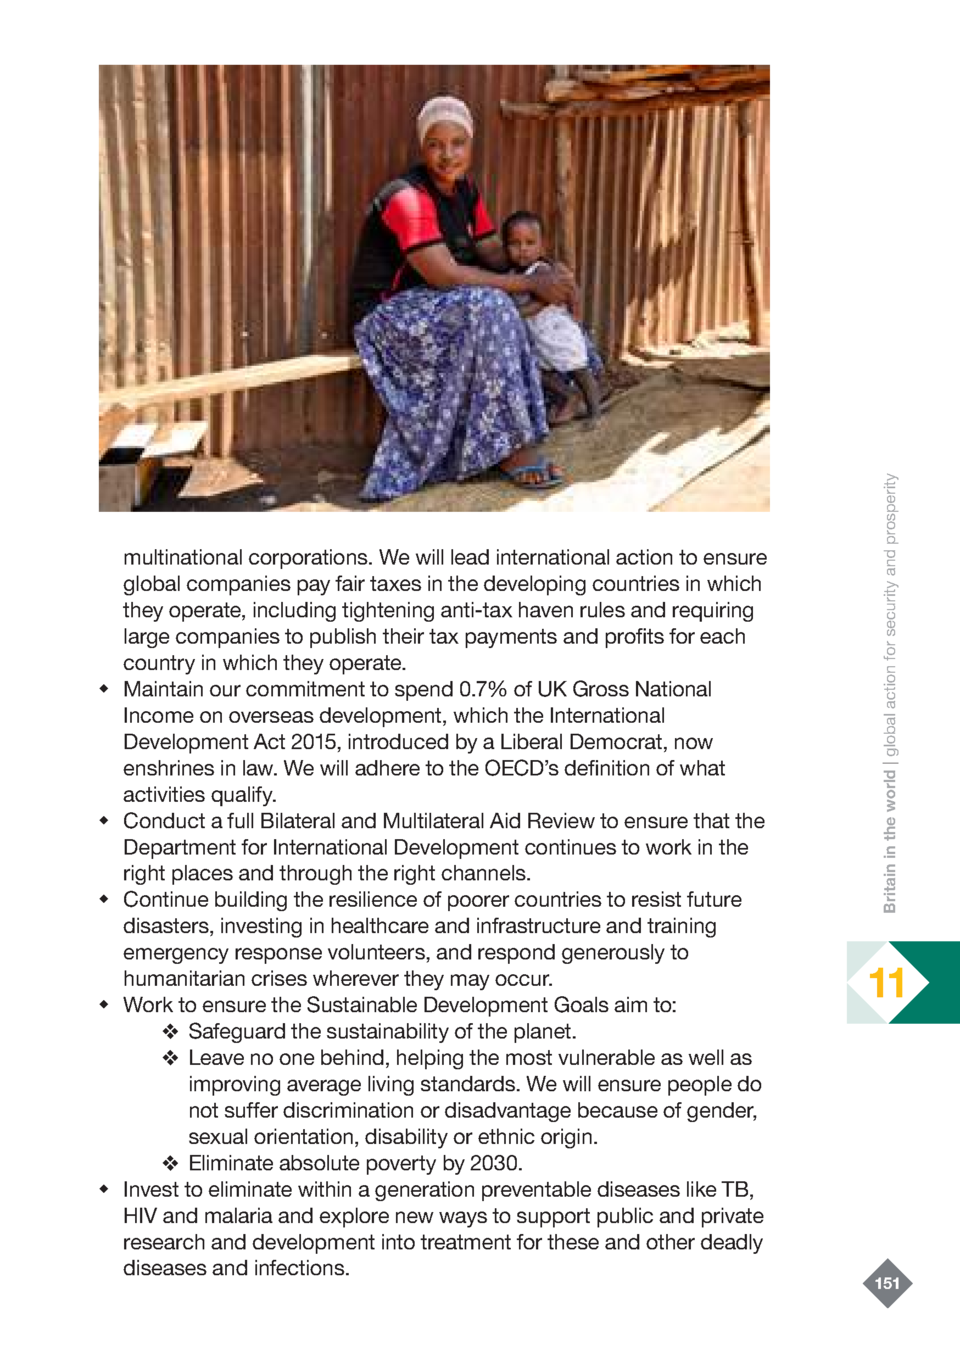 multinational corporations. We will lead international action to ensure
global companies pay fair taxes in the developing countries in which
they operate, including tightening anti-tax haven rules and requiring
large companies to publish their tax payments and profits for each
country in which they operate.
◆ Maintain our commitment to spend 0.7% of UK Gross National
Income on overseas development, which the International
Development Act 2015, introduced by a Liberal Democrat, now
enshrines in law. We will adhere to the OECD’s definition of what
activities qualify.
◆ Conduct a full Bilateral and Multilateral Aid Review to ensure that the
Department for International Development continues to work in the
right places and through the right channels.
◆ Continue building the resilience of poorer countries to resist future
disasters, investing in healthcare and infrastructure and training
emergency response volunteers, and respond generously to
humanitarian crises wherever they may occur.
◆ Work to ensure the Sustainable Development Goals aim to:
❖ Safeguard the sustainability of the planet.
❖ Leave no one behind, helping the most vulnerable as well as
improving average living standards. We will ensure people do
not suffer discrimination or disadvantage because of gender,
sexual orientation, disability or ethnic origin.
❖ Eliminate absolute poverty by 2030.
◆ Invest to eliminate within a generation preventable diseases like TB,
HIV and malaria and explore new ways to support public and private
research and development into treatment for these and other deadly
diseases and infections.
Britain in the world | global action for security and prosperity
11
151